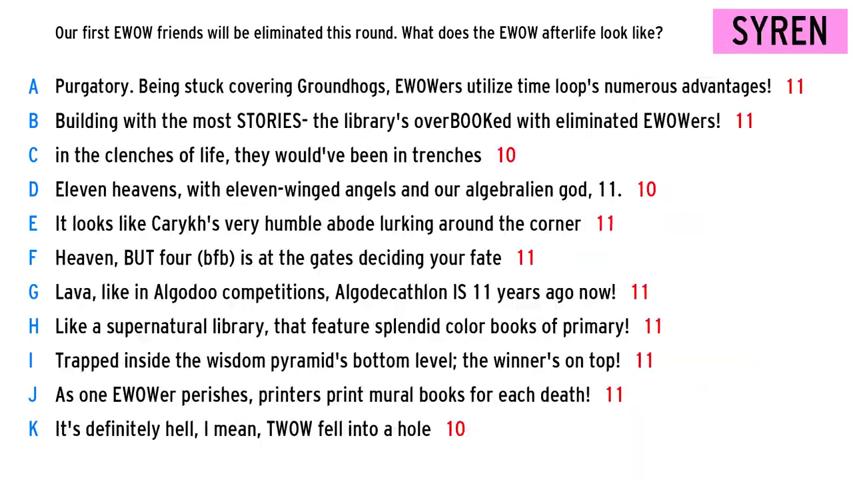 Our first EWOW friends will be eliminated this round. What does the EWOW afterlife look like?
SYREN
A Purgatory. Being stuck covering Groundhogs, EWOWers utilize time loop's numerous advantages! 11
B Building with the most STORIES- the library's overBOOKed with eliminated EWOWers! 11
C in the clenches of life, they would've been in trenches 10
D Eleven heavens, with eleven-winged angels and our algebralien god, 11. 10
E It looks like Carykh's very humble abode lurking around the corner 11
F Heaven, BUT four (bfb) is at the gates deciding your fate 11
G Lava, like in Algodoo competitions, Algodecathlon IS 11 years ago now! 11
H Like a supernatural library, that feature splendid color books of primary! 11
I Trapped inside the wisdom pyramid's bottom level; the winner's on top! 11
J As one EWOWer perishes, printers print mural books for each death! 11
K It's definitely hell, I mean, TWOW fell into a hole 10